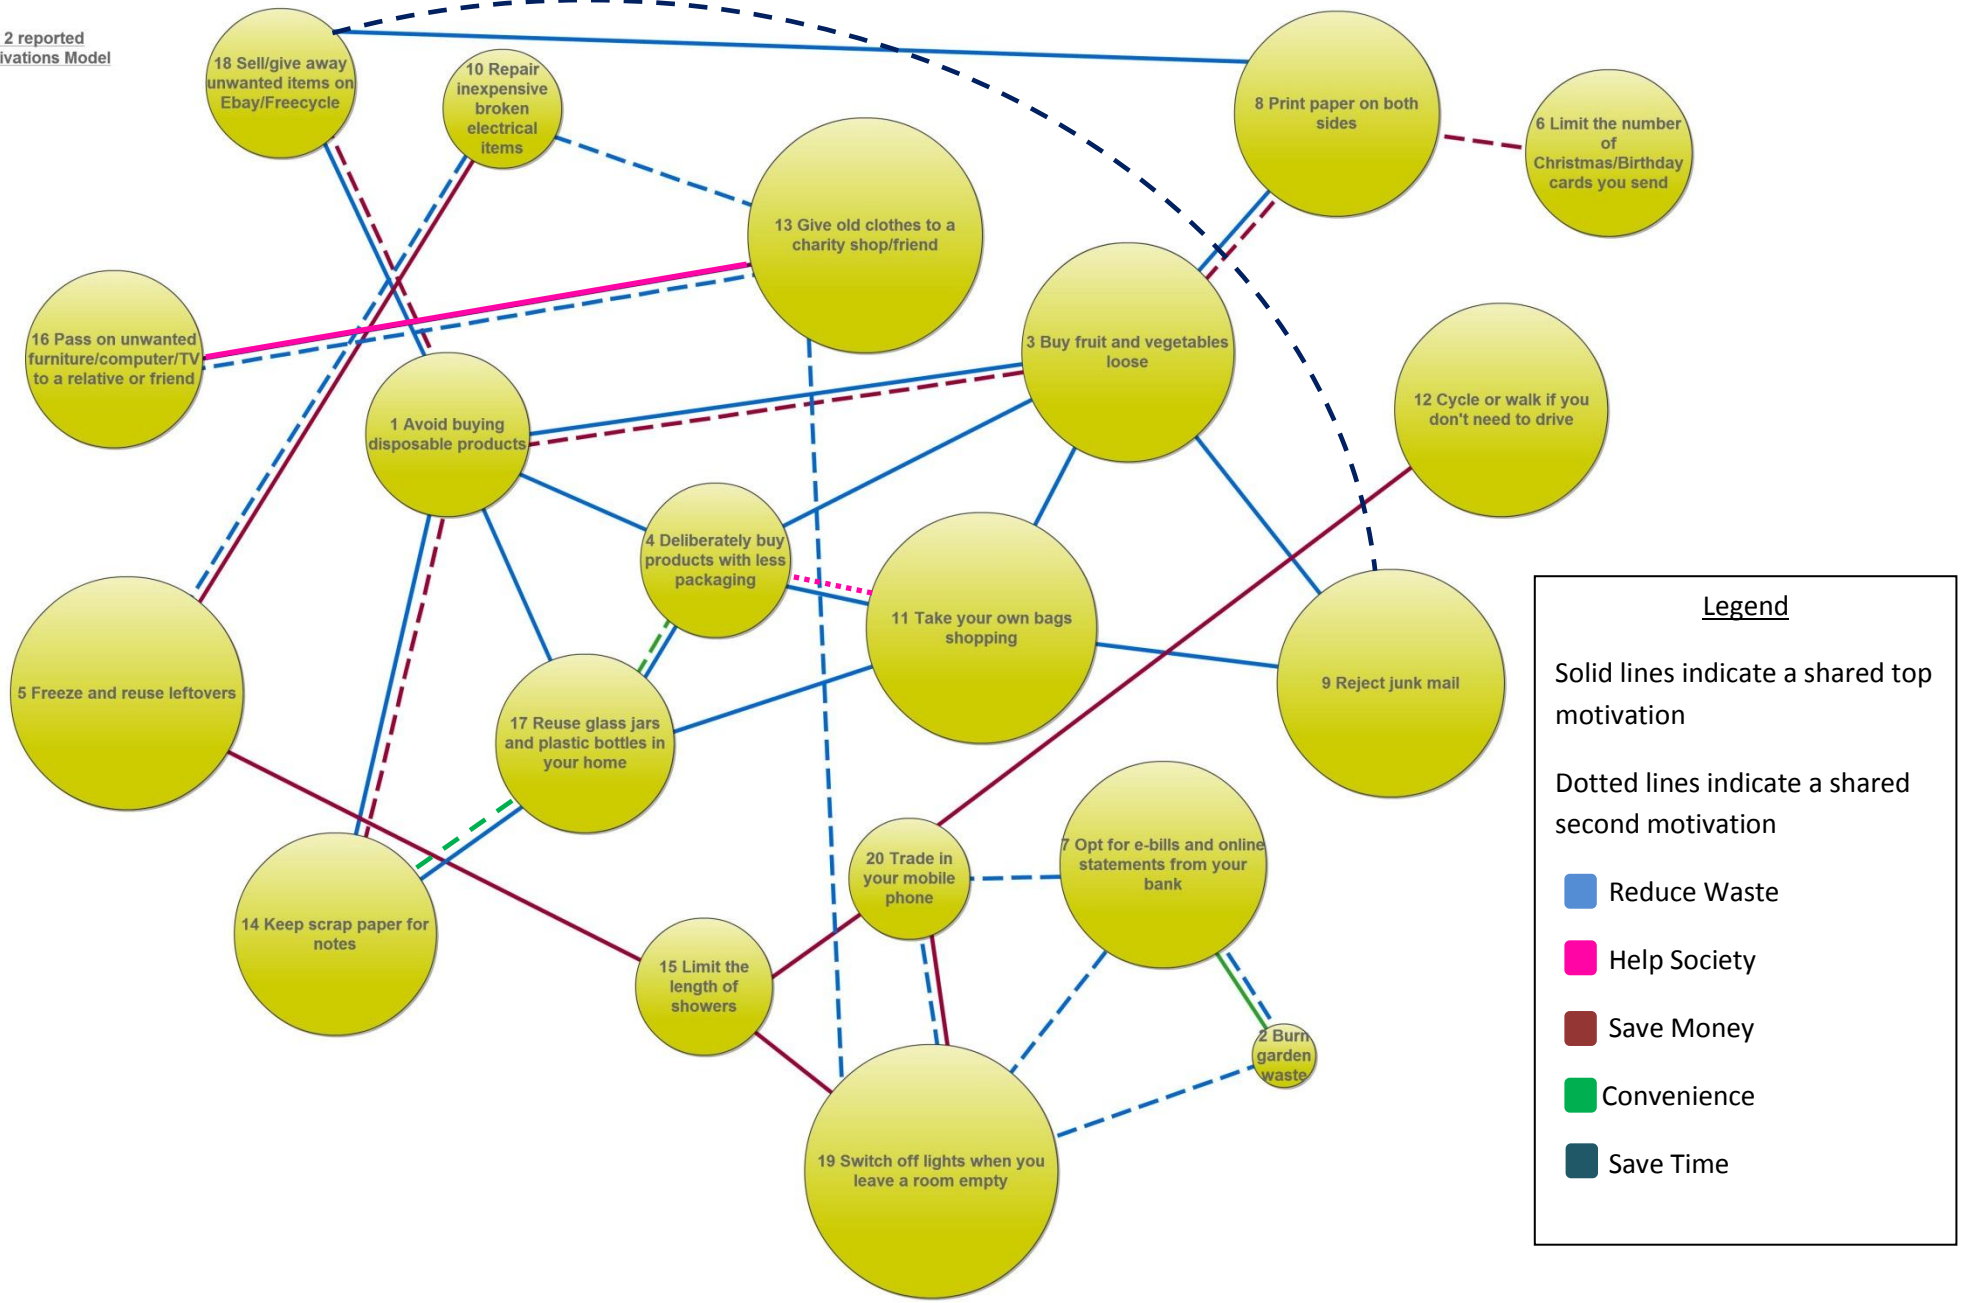 2 reported
ivations Model
18 Sell/give away
unwanted items on
Ebay/Freecycle
10 Repair
inexpensive
broken
electrical
items
8 Print paper on both
sides
6 Limit the number
of
Christmas/Birthday
cards you send
13 Give old clothes to a
charity shop/friend
16 Pass on unwanted
furniture/computer/TV
to a relative or friend
3 Buy fruit and vegetables
loose
12 Cycle or walk if you
don't need to drive
1 Avoid buying
disposable products
4 Deliberately buy
products with less
packaging
11 Take your own bags
shopping
9 Reject junk mail
5 Freeze and reuse leftovers
17 Reuse glass jars
and plastic bottles in
your home
20 Trade in
your mobile
phone
7 Opt for e-bills and online
statements from your
bank
14 Keep scrap paper for
notes
15 Limit the
length of
showers
2 Burn
garden
waste
19 Switch off lights when you
leave a room empty
Legend
Solid lines indicate a shared top
motivation
Dotted lines indicate a shared
second motivation
Reduce Waste
Help Society
Save Money
Convenience
Save Time